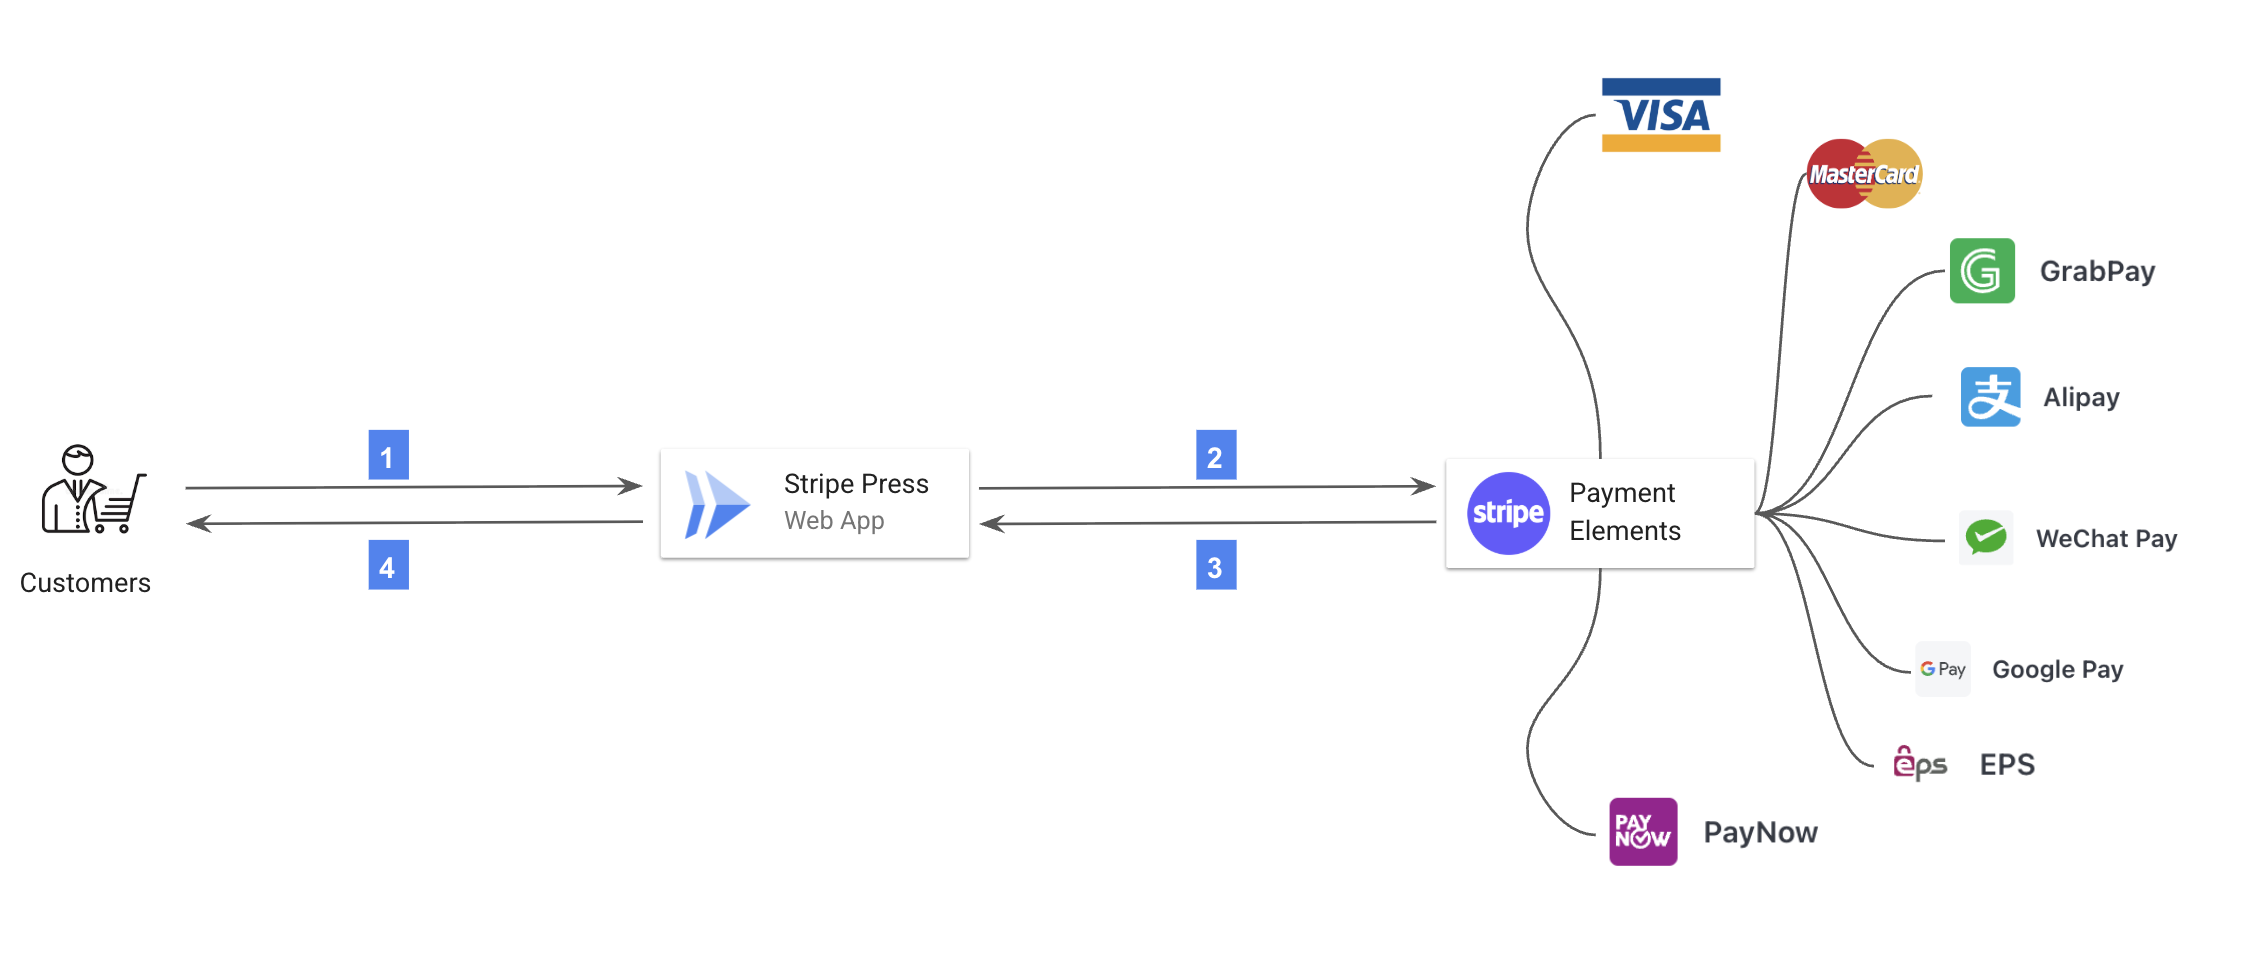 VISA
MasterCard
GrabPay
支 Alipay
1
2
Stripe Press
Web App
stripe
Payment
Elements
WeChat Pay
4
3
Customers
G Pay Google Pay
eps EPS
PAY
NOW
PayNow